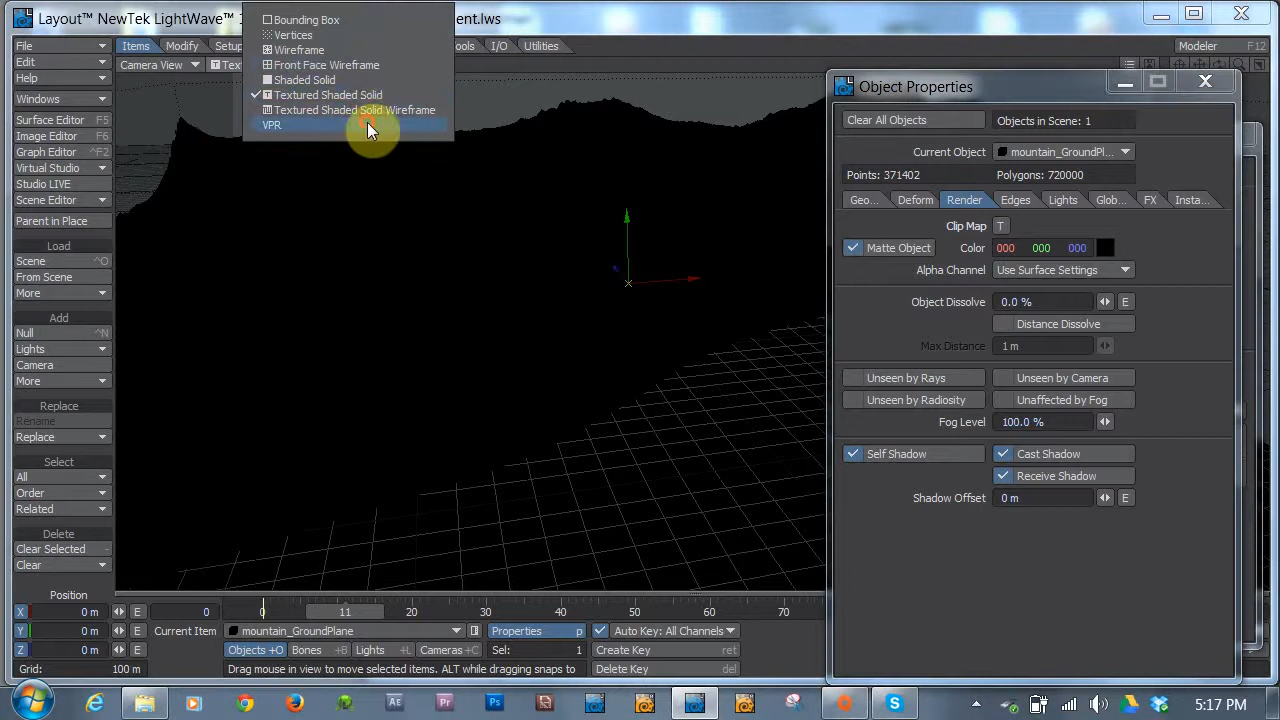 Layout™ NewTek LightWave™
ent.lws
Bounding Box
Vertices
Wireframe
Front Face Wireframe
Shaded Solid
Textured Shaded Solid
Textured Shaded Solid Wireframe
VPR
File
Edit
Help
Windows
Surface Editor F5
Image Editor F6
Graph Editor ^F2
Virtual Studio
Studio LIVE
Scene Editor
Parent in Place
Load
Scene ^O
From Scene
More
Add
Null ^N
Lights
Camera
More
Replace
Rename
Replace
Select
All
Order
Related
Delete
Clear Selected -
Clear
Items Modify Setup
ools I/O Utilities
Modeler F12
Camera View
Object Properties
Clear All Objects Objects in Scene: 1
Current Object mountain_GroundPl...
Points: 371402 Polygons: 720000
Geo... Deform Render Edges Lights Glob... FX Insta...
Clip Map T
Matte Object Color 000 000 000
Alpha Channel Use Surface Settings
Object Dissolve 0.0 % E
Distance Dissolve
Max Distance 1 m
Unseen by Rays Unseen by Camera
Unseen by Radiosity Unaffected by Fog
Fog Level 100.0 %
Self Shadow Cast Shadow
Receive Shadow
Shadow Offset 0 m E
Position
X 0 m E 0 0 11 20 30 40 50 60 70
Y 0 m E Current Item mountain_GroundPlane Properties p Auto Key: All Channels
Z 0 m E Objects +O Bones +B Lights +L Cameras +C Sel: 1 Create Key ret
Grid: 100 m Drag mouse in view to move selected items. ALT while dragging snaps to Delete Key del
5:17 PM